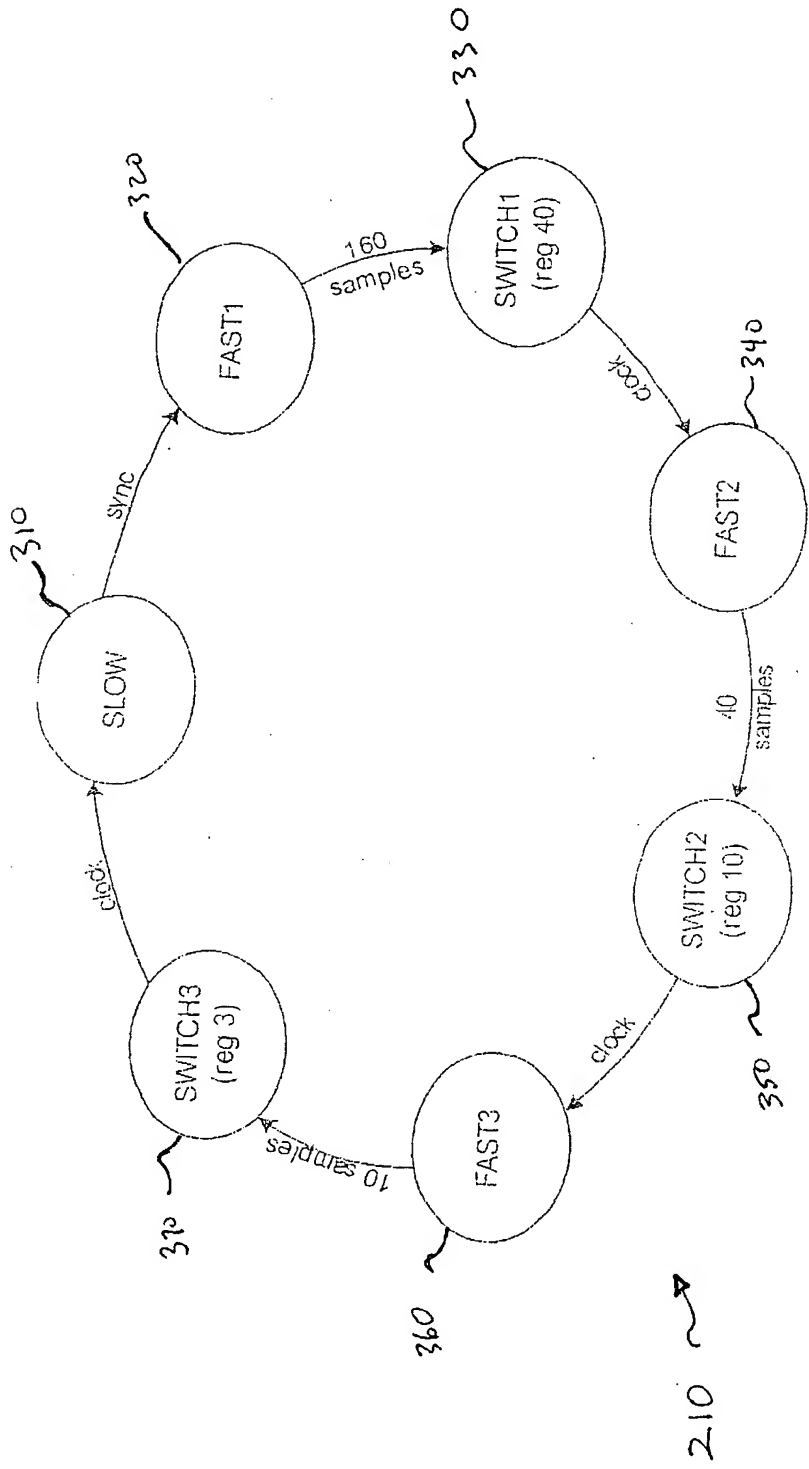 310
SLOW
sync
320
FAST1
160
samples
330
SWITCH1
(reg 40)
clock
340
FAST2
40
samples
350
SWITCH2
(reg 10)
clock
360
FAST3
10 samples
370
SWITCH3
(reg 3)
clock
210